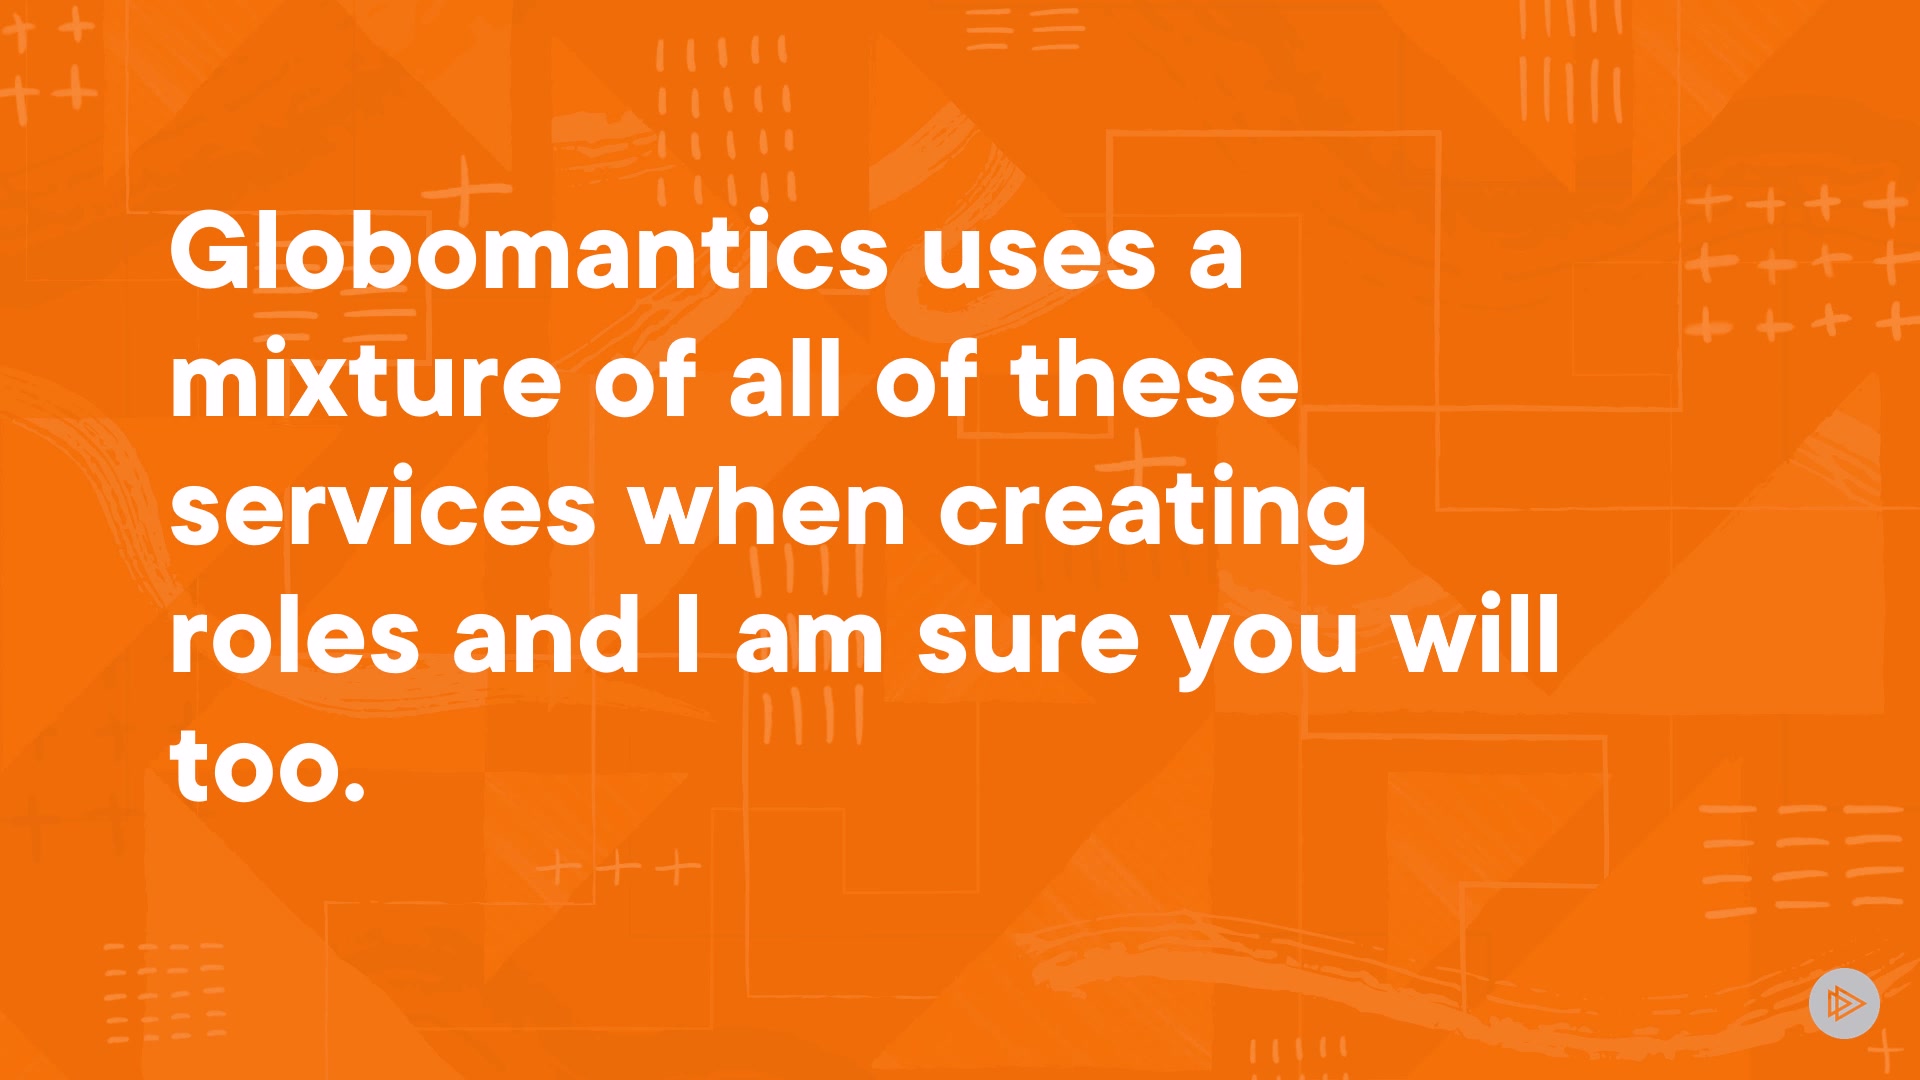 Globomantics uses a
mixture of all of these
services when creating
roles and I am sure you will
too.